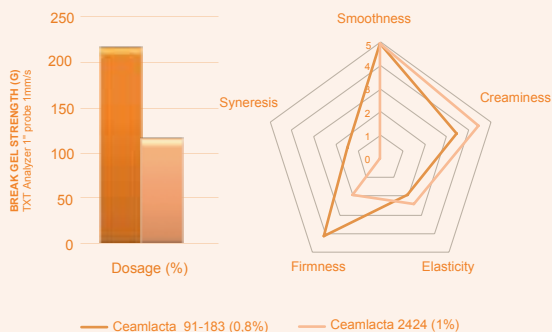 BREAK GEL STRENGTH (G)
TXT Analyzer 1" probe 1mm/s
250
200
150
100
50
0
Dosage (%)
Smoothness
Creaminess
Elasticity
Firmness
Syneresis
5
4
3
2
1
0
Ceamlacta 91-183 (0,8%)
Ceamlacta 2424 (1%)